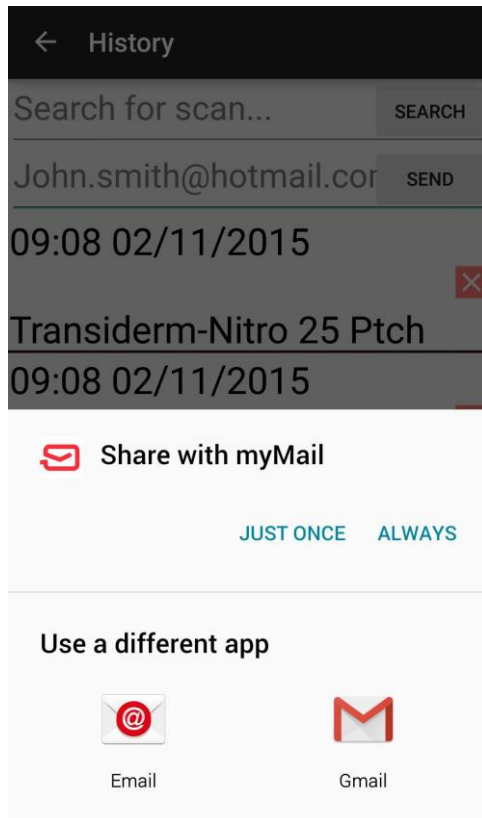 History
Search for scan... SEARCH
John.smith@hotmail.cor SEND
09:08 02/11/2015
Transiderm-Nitro 25 Ptch
09:08 02/11/2015
Share with myMail
JUST ONCE ALWAYS
Use a different app
Email Gmail